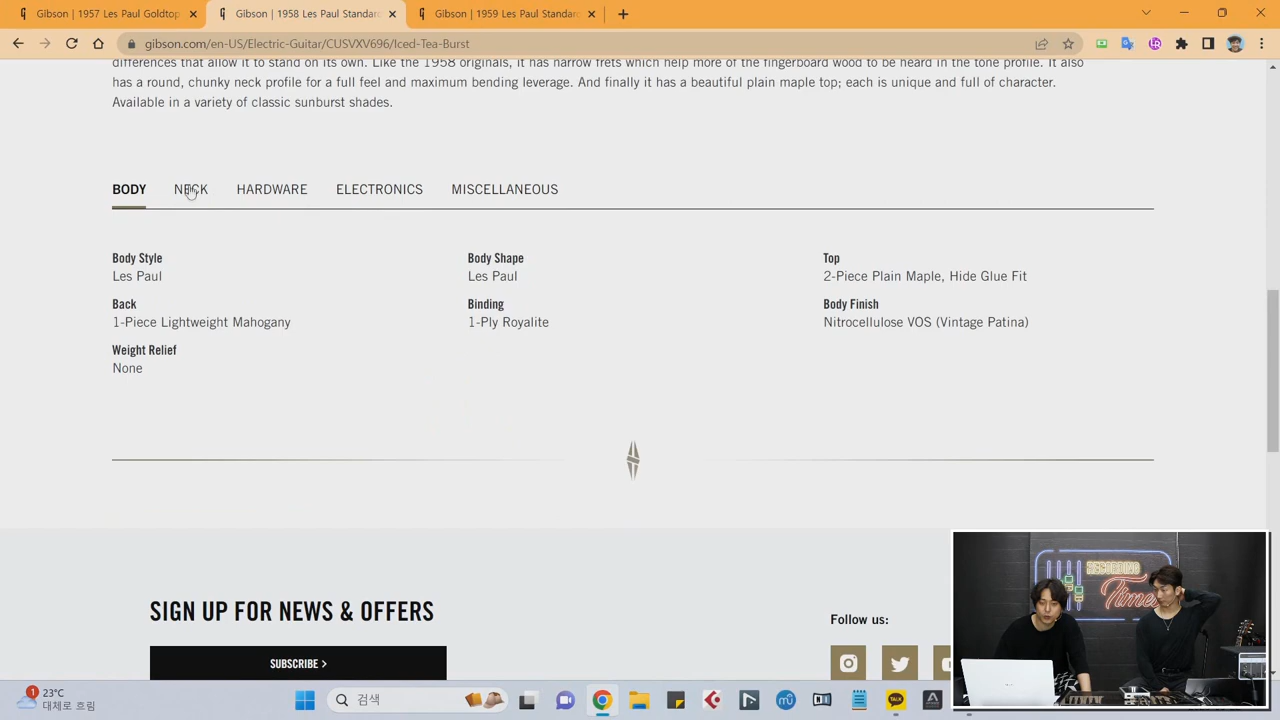 Gibson | 1957 Les Paul Goldtop
Gibson | 1958 Les Paul Standard
Gibson | 1959 Les Paul Standard
gibson.com/en-US/Electric-Guitar/CUSVXV696/Iced-Tea-Burst
differences that allow it to stand on its own. Like the 1958 originals, it has narrow frets which help more of the fingerboard wood to be heard in the tone profile. It also
has a round, chunky neck profile for a full feel and maximum bending leverage. And finally it has a beautiful plain maple top; each is unique and full of character.
Available in a variety of classic sunburst shades.
BODY NECK HARDWARE ELECTRONICS MISCELLANEOUS
Body Style
Les Paul
Body Shape
Les Paul
Top
2-Piece Plain Maple, Hide Glue Fit
Back
1-Piece Lightweight Mahogany
Binding
1-Ply Royalite
Body Finish
Nitrocellulose VOS (Vintage Patina)
Weight Relief
None
SIGN UP FOR NEWS & OFFERS
SUBSCRIBE >
Follow us:
RECORDING
Times
1
23°C
대체로 흐림
검색
TALK